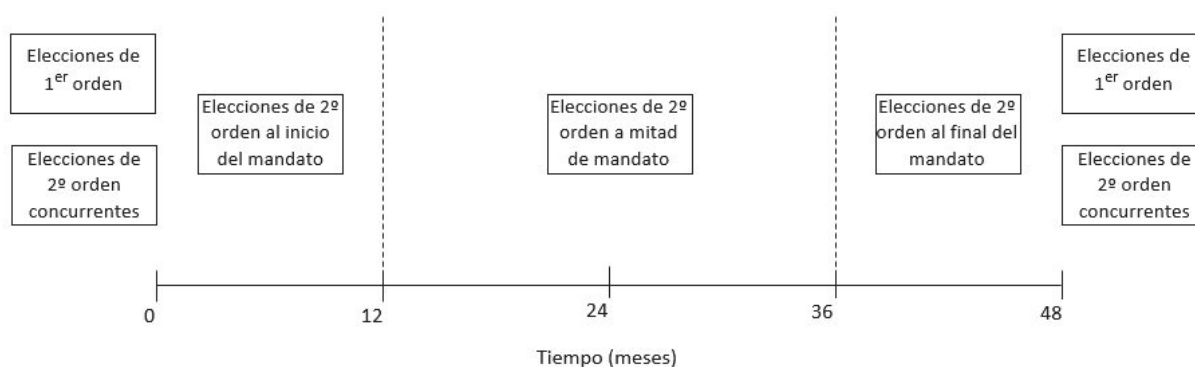 Elecciones de
1er orden
Elecciones de
2º orden
concurrentes
Elecciones de 2º
orden al inicio
del mandato
Elecciones de 2º
orden a mitad
de mandato
Elecciones de 2º
orden al final del
mandato
Elecciones de
1er orden
Elecciones de
2º orden
concurrentes
0
12
24
36
48
Tiempo (meses)